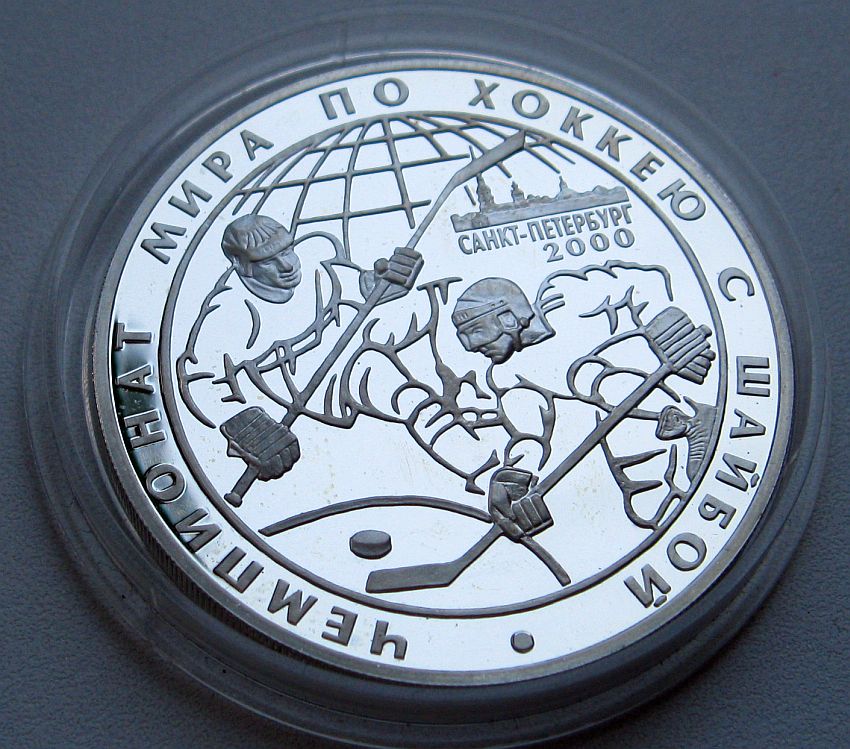 ЧЕМПИОНАТ МИРА ПО ХОККЕЮ С ШАЙБОЙ •
САНКТ-ПЕТЕРБУРГ
2000